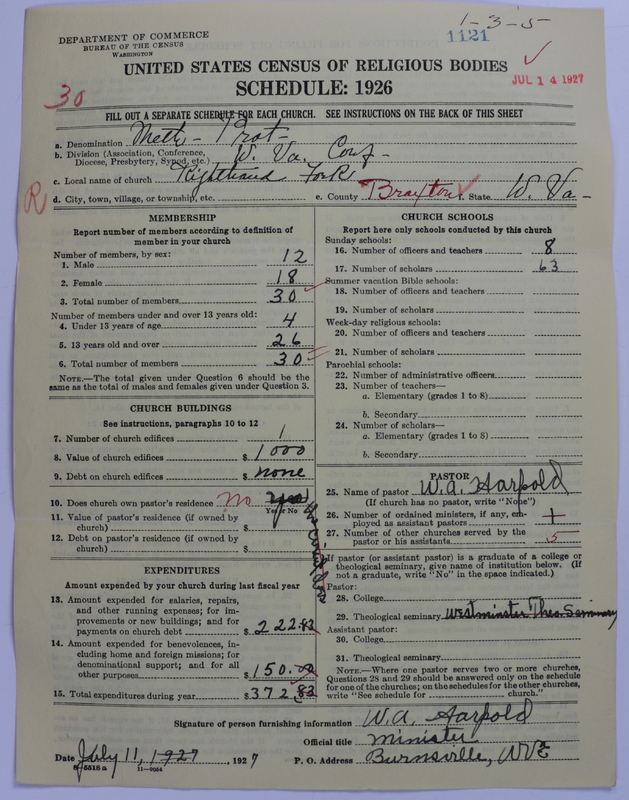 1-3-5
DEPARTMENT OF COMMERCE
BUREAU OF THE CENSUS
WASHINGTON
1121
UNITED STATES CENSUS OF RELIGIOUS BODIES
JUL 14 1927
SCHEDULE: 1926
30
FILL OUT A SEPARATE SCHEDULE FOR EACH CHURCH. SEE INSTRUCTIONS ON THE BACK OF THIS SHEET
a. Denomination Meth- Prot-
b. Division (Association, Conference, Diocese, Presbytery, Synod, etc.) W. Va. Conf-
c. Local name of church Righthand Fork
R
d. City, town, village, or township, etc. e. County Braxton f. State W. Va-
MEMBERSHIP
Report number of members according to definition of
member in your church
Number of members, by sex:
1. Male 12
2. Female 18
3. Total number of members 30
Number of members under and over 13 years old:
4. Under 13 years of age 4
5. 13 years old and over 26
6. Total number of members 30
NOTE.—The total given under Question 6 should be the
same as the total of males and females given under Question 3.
CHURCH BUILDINGS
See instructions, paragraphs 10 to 12
7. Number of church edifices 1
8. Value of church edifices $ 1000
9. Debt on church edifices $ none
10. Does church own pastor's residence No yes
Yes or No
11. Value of pastor's residence (if owned by
church) $
12. Debt on pastor's residence (if owned by
church) $
EXPENDITURES
Amount expended by your church during last fiscal year
13. Amount expended for salaries, repairs,
and other running expenses; for im-
provements or new buildings; and for
payments on church debt $ 222.83
14. Amount expended for benevolences, in-
cluding home and foreign missions; for
denominational support; and for all
other purposes $ 150.00
15. Total expenditures during year $ 372.83
CHURCH SCHOOLS
Report here only schools conducted by this church
Sunday schools:
16. Number of officers and teachers 8
17. Number of scholars 63
Summer vacation Bible schools:
18. Number of officers and teachers
19. Number of scholars
Week-day religious schools:
20. Number of officers and teachers
21. Number of scholars
Parochial schools:
22. Number of administrative officers
23. Number of teachers—
a. Elementary (grades 1 to 8)
b. Secondary
24. Number of scholars—
a. Elementary (grades 1 to 8)
b. Secondary
PASTOR
25. Name of pastor W. A. Harpold
(If church has no pastor, write "None")
26. Number of ordained ministers, if any, em-
ployed as assistant pastors 1
27. Number of other churches served by the
pastor or his assistants 5
If pastor (or assistant pastor) is a graduate of a college or
theological seminary, give name of institution below. (If
not a graduate, write "No" in the space indicated.)
Pastor:
28. College
29. Theological seminary Westminster Theo. Seminary
Assistant pastor:
30. College
31. Theological seminary
NOTE.—Where one pastor serves two or more churches,
Questions 28 and 29 should be answered only on the schedule
for one of the churches; on the schedules for the other churches,
write "See schedule for church."
Signature of person furnishing information W. A. Harpold
Official title Minister
Date July 11, 1927, 1927 P. O. Address Burnsville, W Va
8-5518 a 11-9054